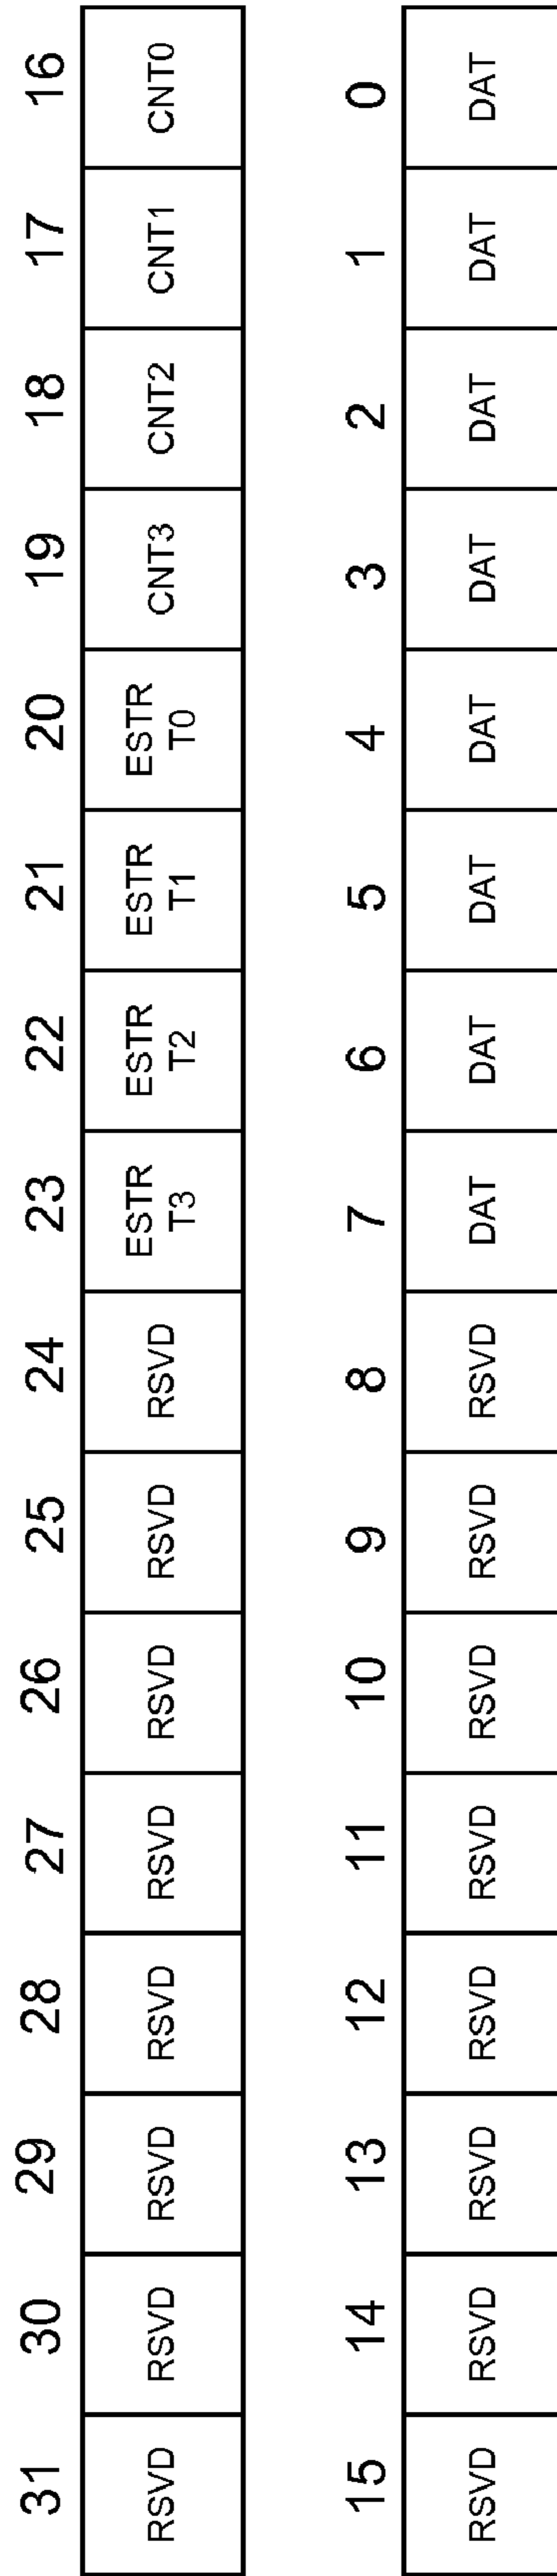 31 30 29 28 27 26 25 24 23 22 21 20 19 18 17 16
RSVD RSVD RSVD RSVD RSVD RSVD RSVD RSVD ESTR ESTR ESTR ESTR CNT3 CNT2 CNT1 CNT0
T3 T2 T1 T0
15 14 13 12 11 10 9 8 7 6 5 4 3 2 1 0
RSVD RSVD RSVD RSVD RSVD RSVD RSVD RSVD DAT DAT DAT DAT DAT DAT DAT DAT